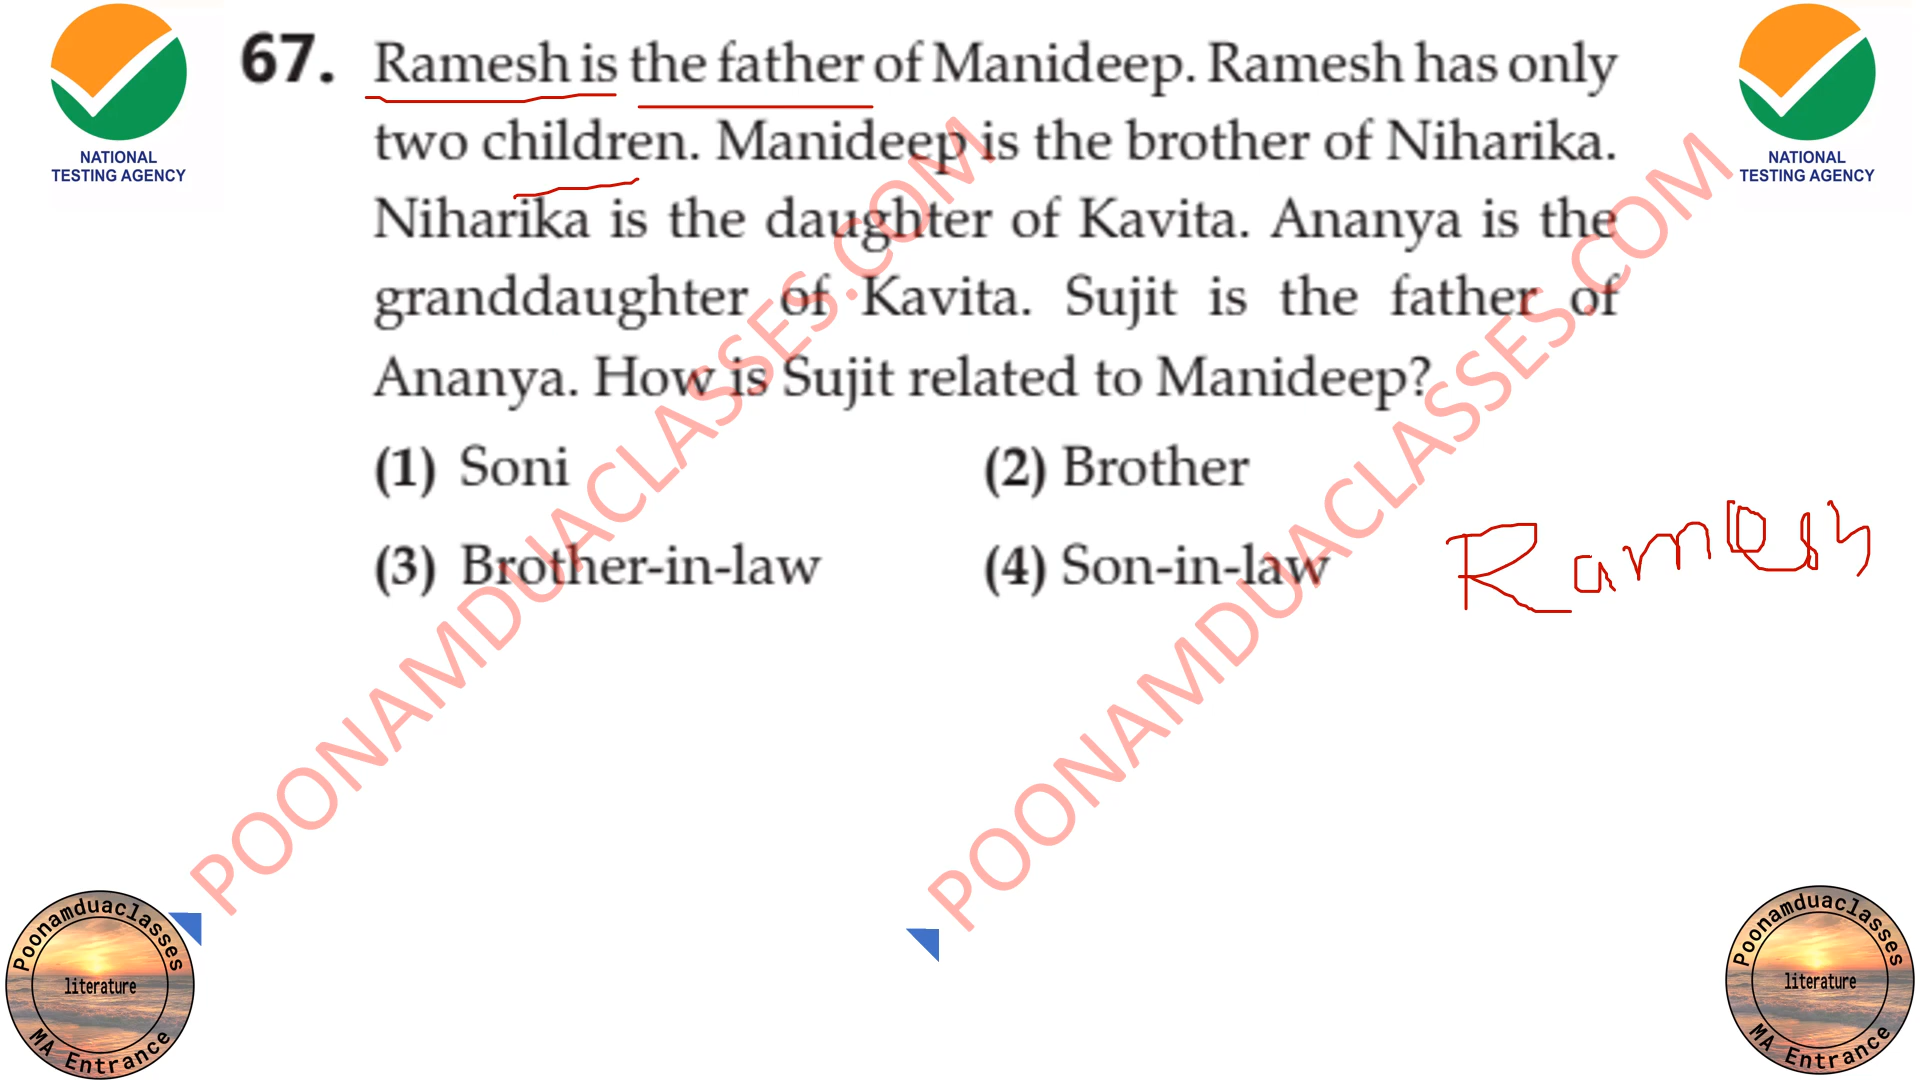 NATIONAL
TESTING AGENCY
NATIONAL
TESTING AGENCY
67. Ramesh is the father of Manideep. Ramesh has only
two children. Manideep is the brother of Niharika.
Niharika is the daughter of Kavita. Ananya is the
granddaughter of Kavita. Sujit is the father of
Ananya. How is Sujit related to Manideep?
(1) Soni (2) Brother
(3) Brother-in-law (4) Son-in-law
Ramesh
POONAMDUACLASSES.COM
POONAMDUACLASSES.COM
Poonamduaclasses
literature
MA Entrance
Poonamduaclasses
literature
MA Entrance